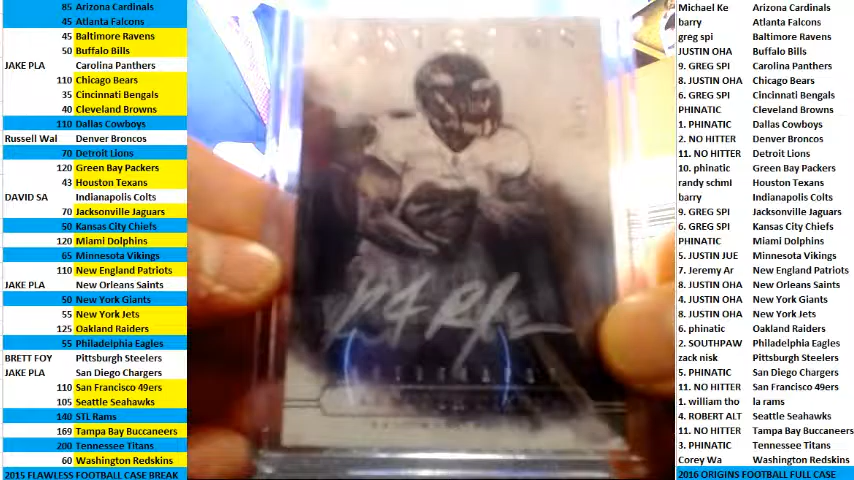 85 Arizona Cardinals
45 Atlanta Falcons
45 Baltimore Ravens
50 Buffalo Bills
JAKE PLA Carolina Panthers
110 Chicago Bears
35 Cincinnati Bengals
40 Cleveland Browns
110 Dallas Cowboys
Russell Wal Denver Broncos
70 Detroit Lions
120 Green Bay Packers
43 Houston Texans
DAVID SA Indianapolis Colts
70 Jacksonville Jaguars
50 Kansas City Chiefs
120 Miami Dolphins
65 Minnesota Vikings
110 New England Patriots
JAKE PLA New Orleans Saints
50 New York Giants
55 New York Jets
125 Oakland Raiders
55 Philadelphia Eagles
BRETT FOY Pittsburgh Steelers
JAKE PLA San Diego Chargers
110 San Francisco 49ers
105 Seattle Seahawks
140 STL Rams
169 Tampa Bay Buccaneers
200 Tennessee Titans
60 Washington Redskins
2015 FLAWLESS FOOTBALL CASE BREAK
Michael Ke Arizona Cardinals
barry Atlanta Falcons
greg spi Baltimore Ravens
JUSTIN OHA Buffalo Bills
9. GREG SPI Carolina Panthers
8. JUSTIN OHA Chicago Bears
6. GREG SPI Cincinnati Bengals
PHINATIC Cleveland Browns
1. PHINATIC Dallas Cowboys
2. NO HITTER Denver Broncos
11. NO HITTER Detroit Lions
10. phinatic Green Bay Packers
randy schml Houston Texans
barry Indianapolis Colts
9. GREG SPI Jacksonville Jaguars
6. GREG SPI Kansas City Chiefs
PHINATIC Miami Dolphins
5. JUSTIN JUE Minnesota Vikings
7. Jeremy Ar New England Patriots
8. JUSTIN OHA New Orleans Saints
4. JUSTIN OHA New York Giants
8. JUSTIN OHA New York Jets
6. phinatic Oakland Raiders
2. SOUTHPAW Philadelphia Eagles
zack nisk Pittsburgh Steelers
5. PHINATIC San Diego Chargers
11. NO HITTER San Francisco 49ers
1. william tho la rams
4. ROBERT ALT Seattle Seahawks
11. NO HITTER Tampa Bay Buccaneers
3. PHINATIC Tennessee Titans
Corey Wa Washington Redskins
2016 ORIGINS FOOTBALL FULL CASE